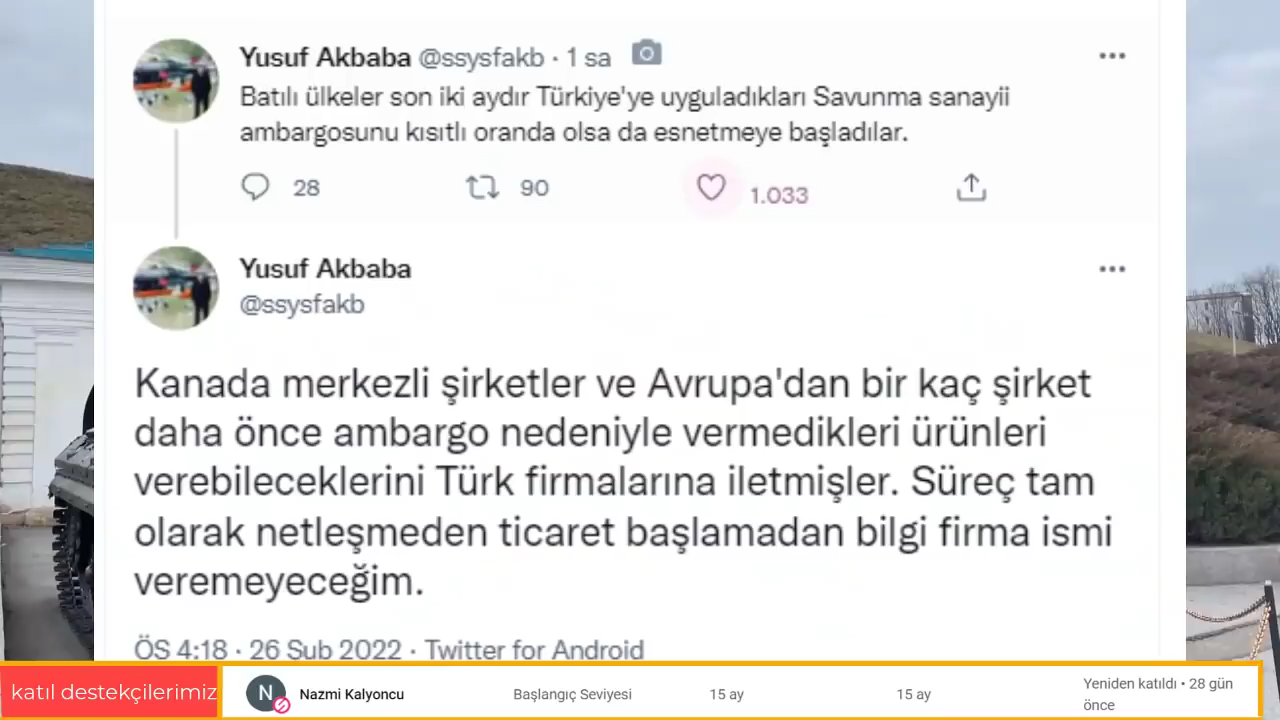 Yusuf Akbaba @ssysfakb · 1 sa
Batılı ülkeler son iki aydır Türkiye'ye uyguladıkları Savunma sanayii
ambargosunu kısıtlı oranda olsa da esnetmeye başladılar.
28 90 1.033
Yusuf Akbaba
@ssysfakb
Kanada merkezli şirketler ve Avrupa'dan bir kaç şirket
daha önce ambargo nedeniyle vermedikleri ürünleri
verebileceklerini Türk firmalarına iletmişler. Süreç tam
olarak netleşmeden ticaret başlamadan bilgi firma ismi
veremeyeceğim.
ÖS 4:18 · 26 Şub 2022 · Twitter for Android
katıl destekçilerimiz
N Nazmi Kalyoncu Başlangıç Seviyesi 15 ay 15 ay Yeniden katıldı • 28 gün
önce